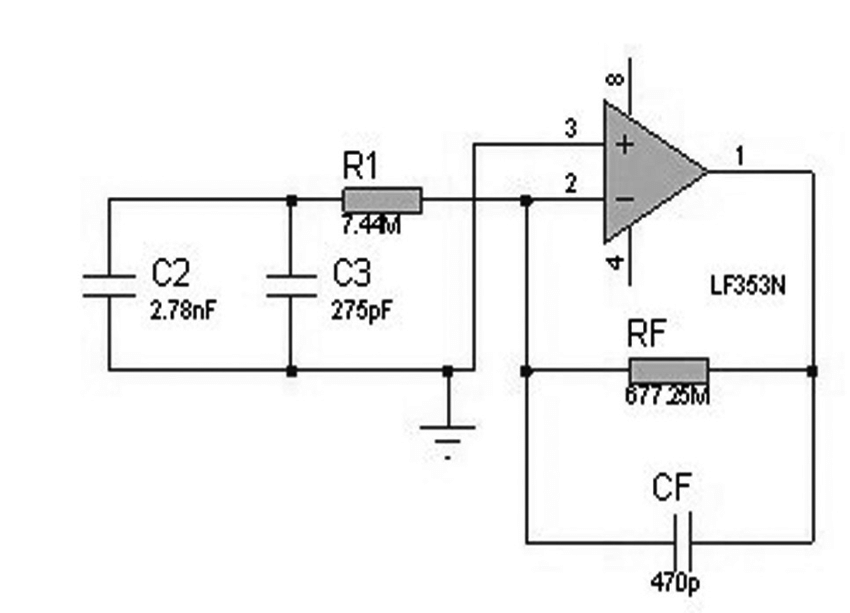 8
3
+
1
R1
2
−
7.44M
4
C2
C3
LF353N
2.78nF
275pF
RF
677.25M
CF
470p